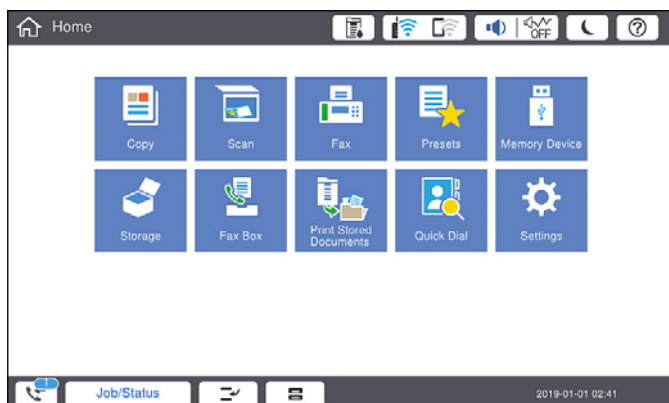 Home
OFF
Copy
Scan
Fax
Presets
Memory Device
Storage
Fax Box
Print Stored
Documents
Quick Dial
Settings
Job/Status
2019-01-01 02:41